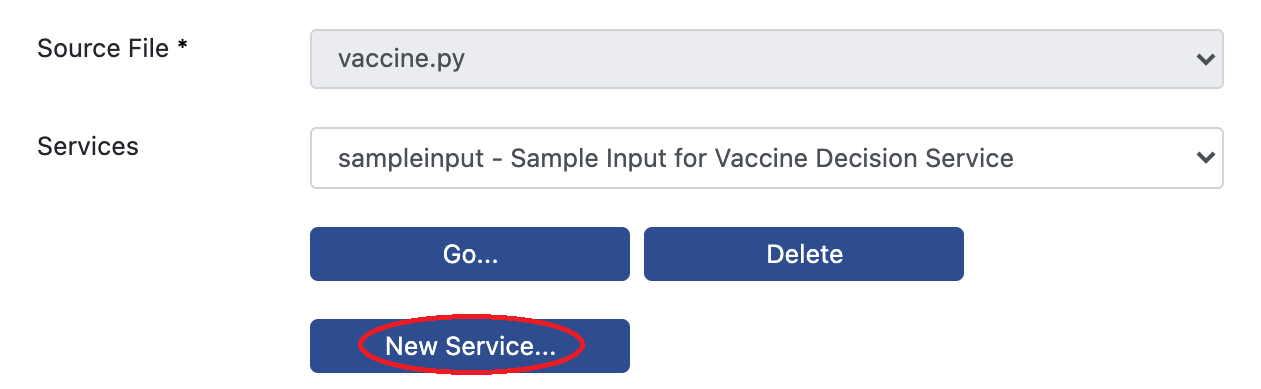 Source File *
vaccine.py
Services
sampleinput - Sample Input for Vaccine Decision Service
Go...
Delete
New Service...